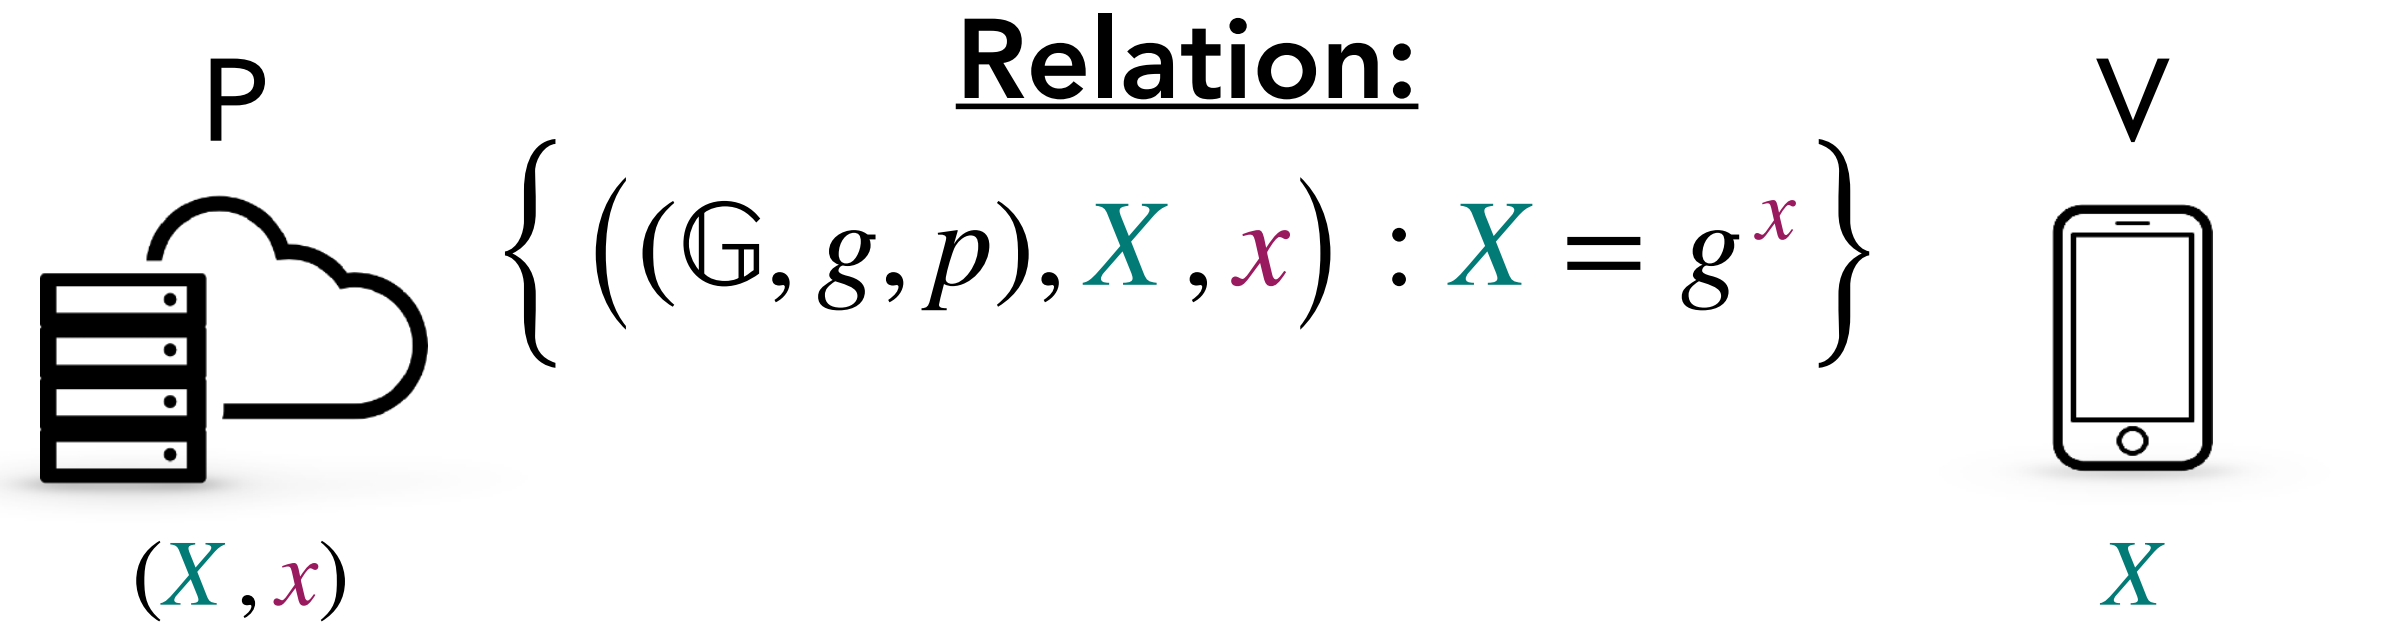 Relation:
P
V
{((𝔾, g, p), X, x) : X = g^x}
(X, x)
X